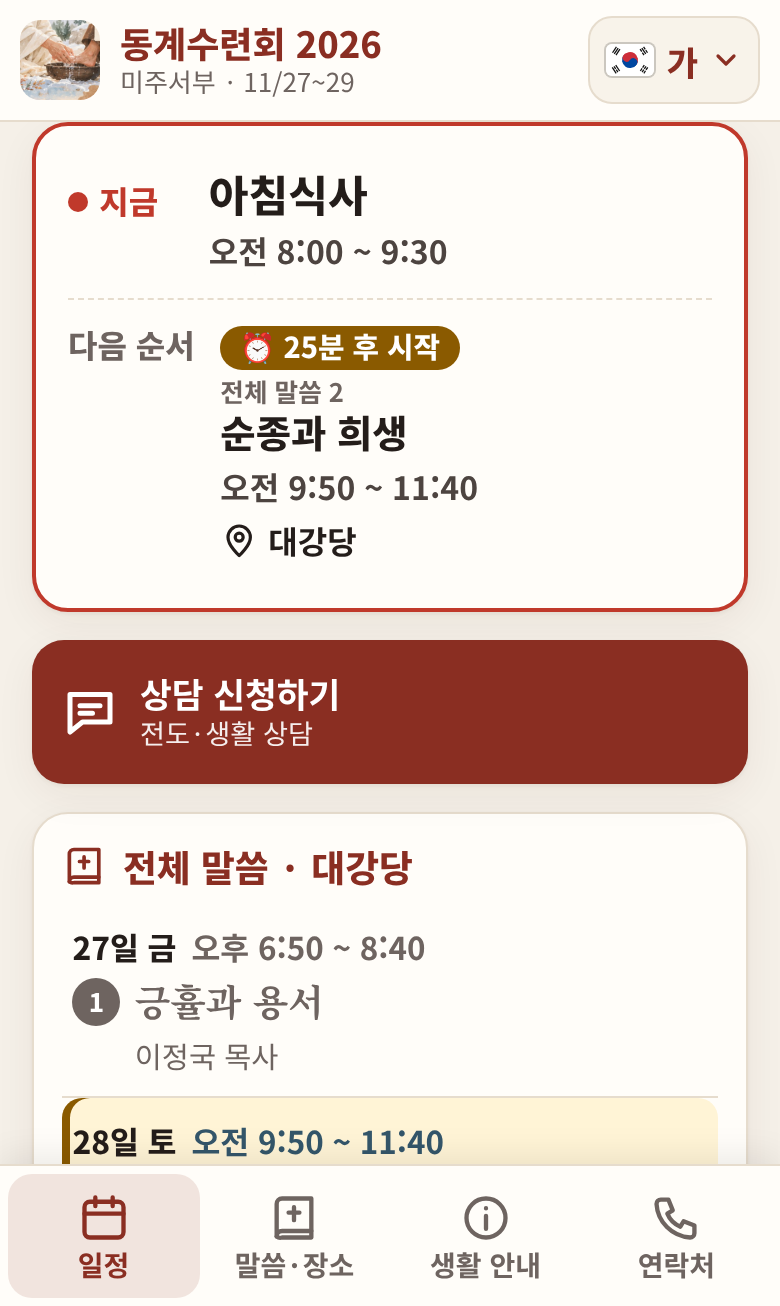 동계수련회 2026
미주서부 · 11/27~29
가
지금
아침식사
오전 8:00 ~ 9:30
다음 순서
25분 후 시작
전체 말씀 2
순종과 희생
오전 9:50 ~ 11:40
대강당
상담 신청하기
전도·생활 상담
전체 말씀 · 대강당
27일 금 오후 6:50 ~ 8:40
1 긍휼과 용서
이정국 목사
28일 토 오전 9:50 ~ 11:40
일정
말씀·장소
생활 안내
연락처